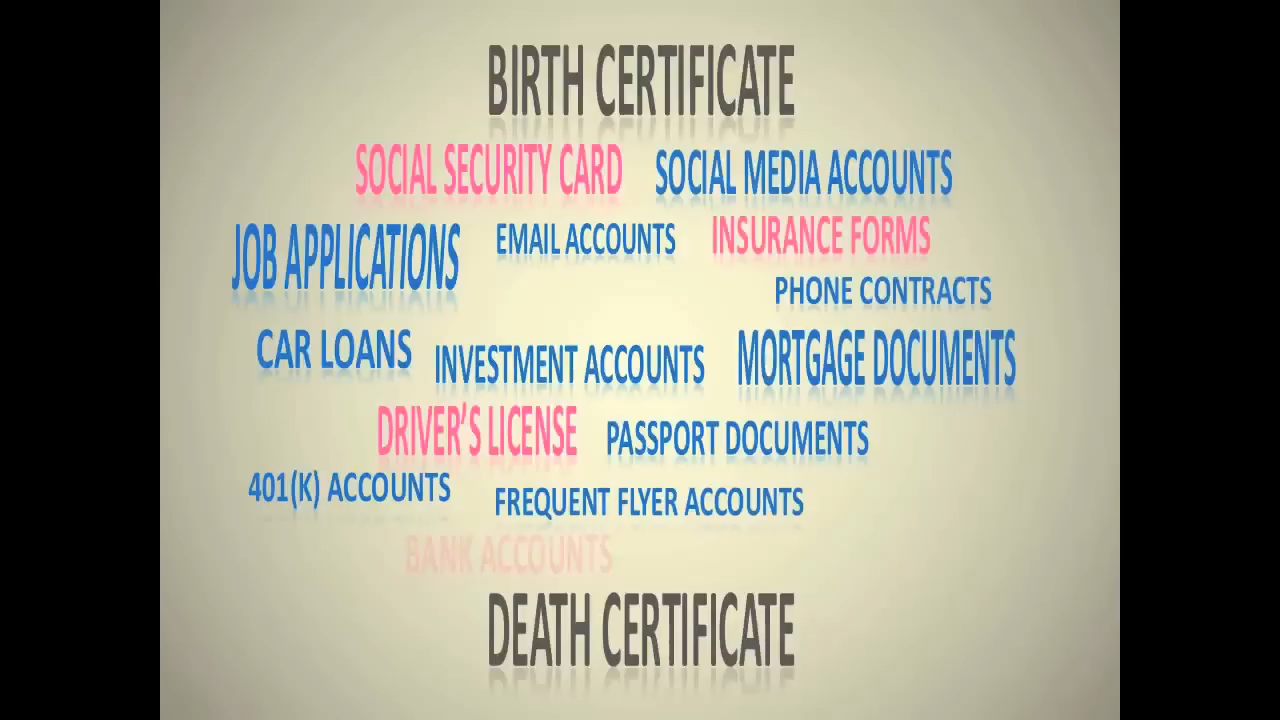 BIRTH CERTIFICATE
SOCIAL SECURITY CARD
SOCIAL MEDIA ACCOUNTS
JOB APPLICATIONS
EMAIL ACCOUNTS
INSURANCE FORMS
PHONE CONTRACTS
CAR LOANS
INVESTMENT ACCOUNTS
MORTGAGE DOCUMENTS
DRIVER'S LICENSE
PASSPORT DOCUMENTS
401(K) ACCOUNTS
FREQUENT FLYER ACCOUNTS
BANK ACCOUNTS
DEATH CERTIFICATE